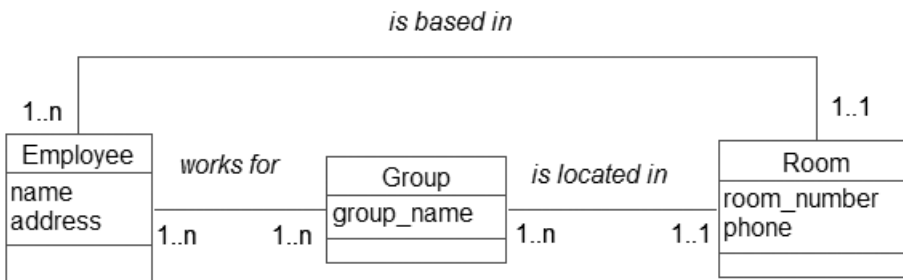 is based in
1..n
1..1
Employee
name
address
works for
1..n
1..n
Group
group_name
is located in
1..n
1..1
Room
room_number
phone